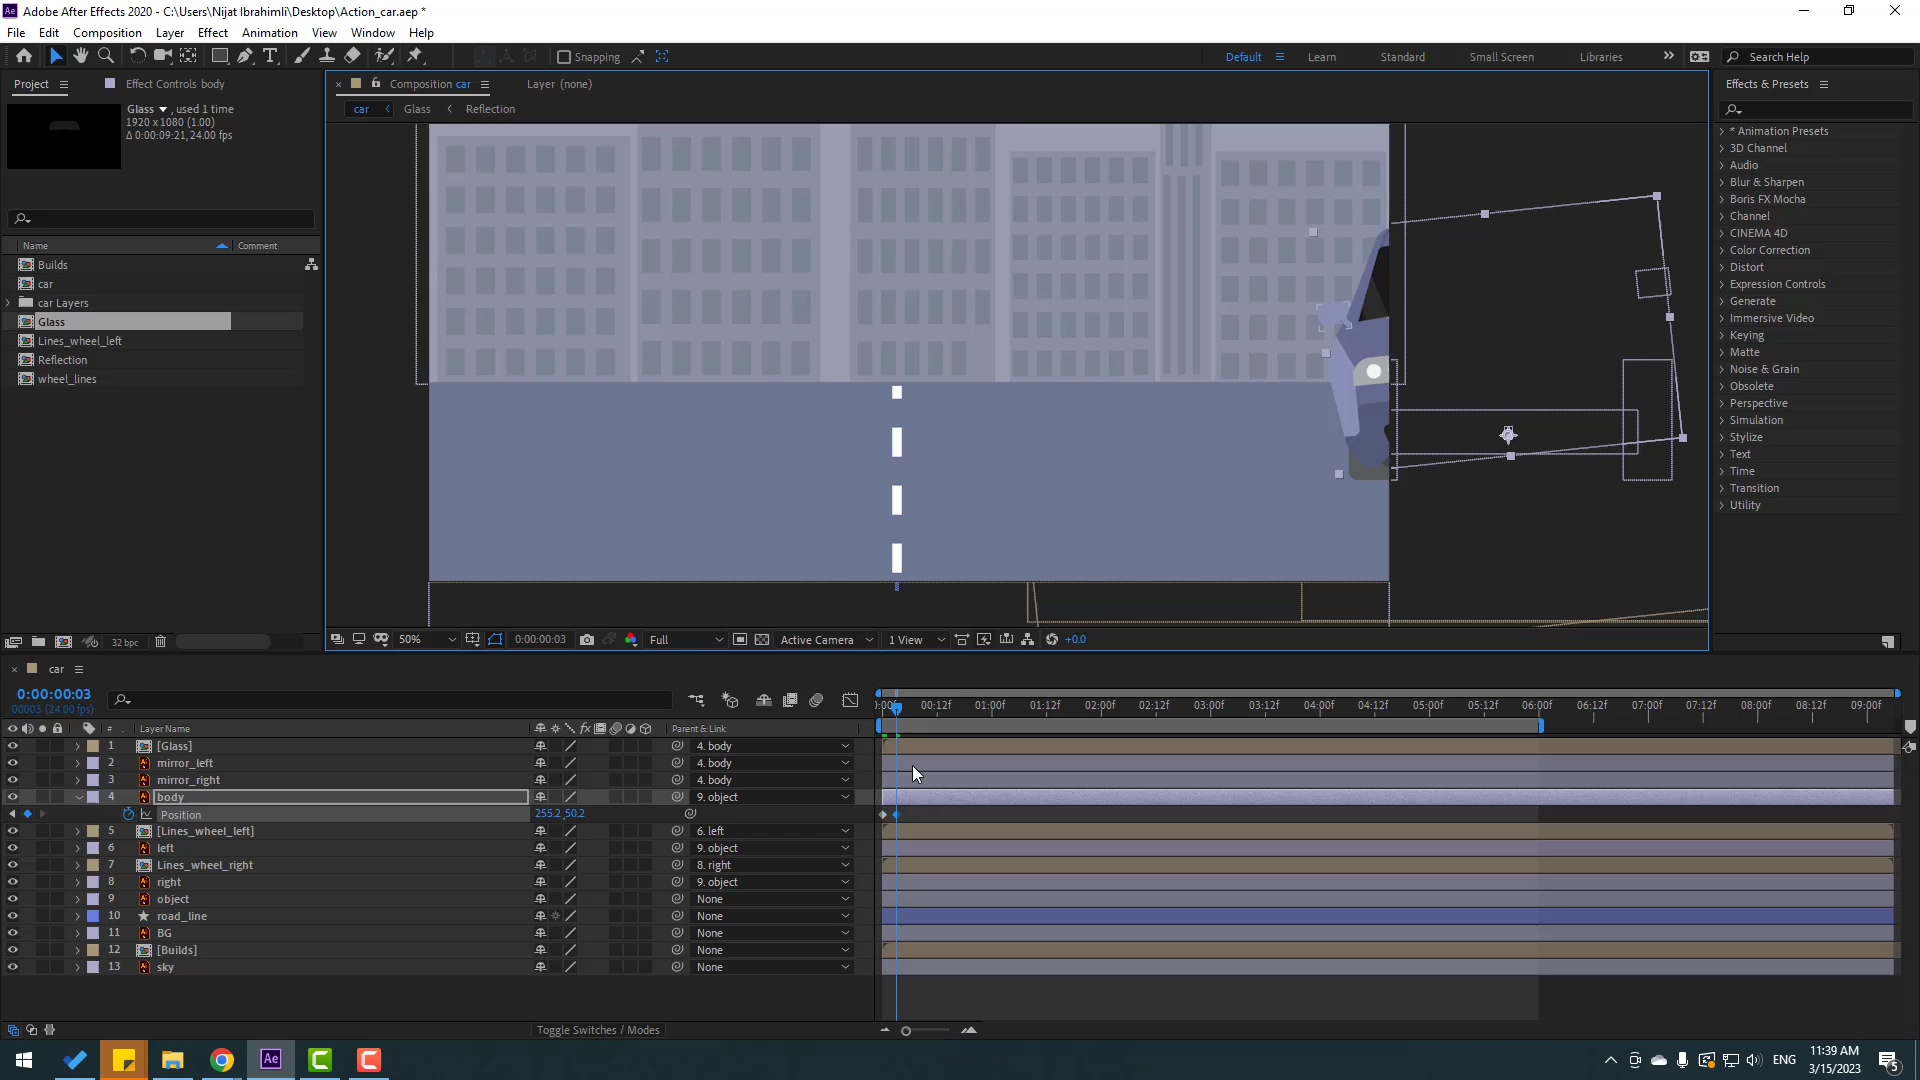 Adobe After Effects 2020 - C:\Users\Nijat Ibrahimli\Desktop\Action_car.aep *
File Edit Composition Layer Effect Animation View Window Help
Snapping
Default Learn Standard Small Screen Libraries Search Help
Project Effect Controls body
Composition car Layer (none)
Effects & Presets
Glass , used 1 time
1920 x 1080 (1.00)
Δ 0:00:09:21, 24.00 fps
car Glass Reflection
Name Comment
Builds
car
car Layers
Glass
Lines_wheel_left
Reflection
wheel_lines
* Animation Presets
3D Channel
Audio
Blur & Sharpen
Boris FX Mocha
Channel
CINEMA 4D
Color Correction
Distort
Expression Controls
Generate
Immersive Video
Keying
Matte
Noise & Grain
Obsolete
Perspective
Simulation
Stylize
Text
Time
Transition
Utility
32 bpc
50% 0:00:00:03 Full Active Camera 1 View +0.0
car
0:00:00:03
00003 (24.00 fps)
0:00f 00:12f 01:00f 01:12f 02:00f 02:12f 03:00f 03:12f 04:00f 04:12f 05:00f 05:12f 06:00f 06:12f 07:00f 07:12f 08:00f 08:12f 09:00f
# Layer Name fx Parent & Link
1 [Glass] 4. body
2 mirror_left 4. body
3 mirror_right 4. body
4 body 9. object
Position 255.2,50.2
5 [Lines_wheel_left] 6. left
6 left 9. object
7 Lines_wheel_right 8. right
8 right 9. object
9 object None
10 road_line None
11 BG None
12 [Builds] None
13 sky None
Toggle Switches / Modes
Ae
ENG
11:39 AM
3/15/2023
5